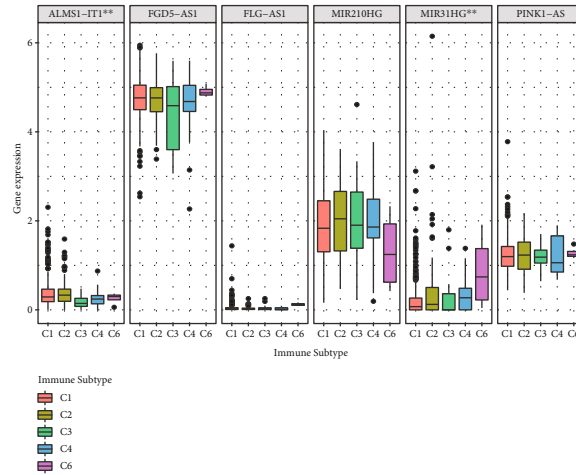 ALMS1−IT1** FGD5−AS1 FLG−AS1 MIR210HG MIR31HG** PINK1−AS
6
4
2
0
Gene expression
C1 C2 C3 C4 C6 C1 C2 C3 C4 C6 C1 C2 C3 C4 C6 C1 C2 C3 C4 C6 C1 C2 C3 C4 C6 C1 C2 C3 C4 C6
Immune Subtype
Immune Subtype
C1
C2
C3
C4
C6